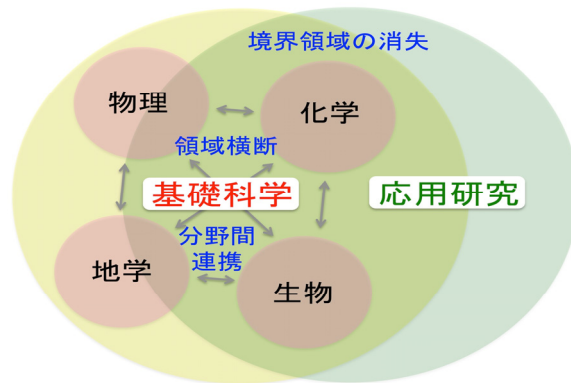 境界領域の消失
物理
化学
領域横断
基礎科学
応用研究
分野間
連携
地学
生物